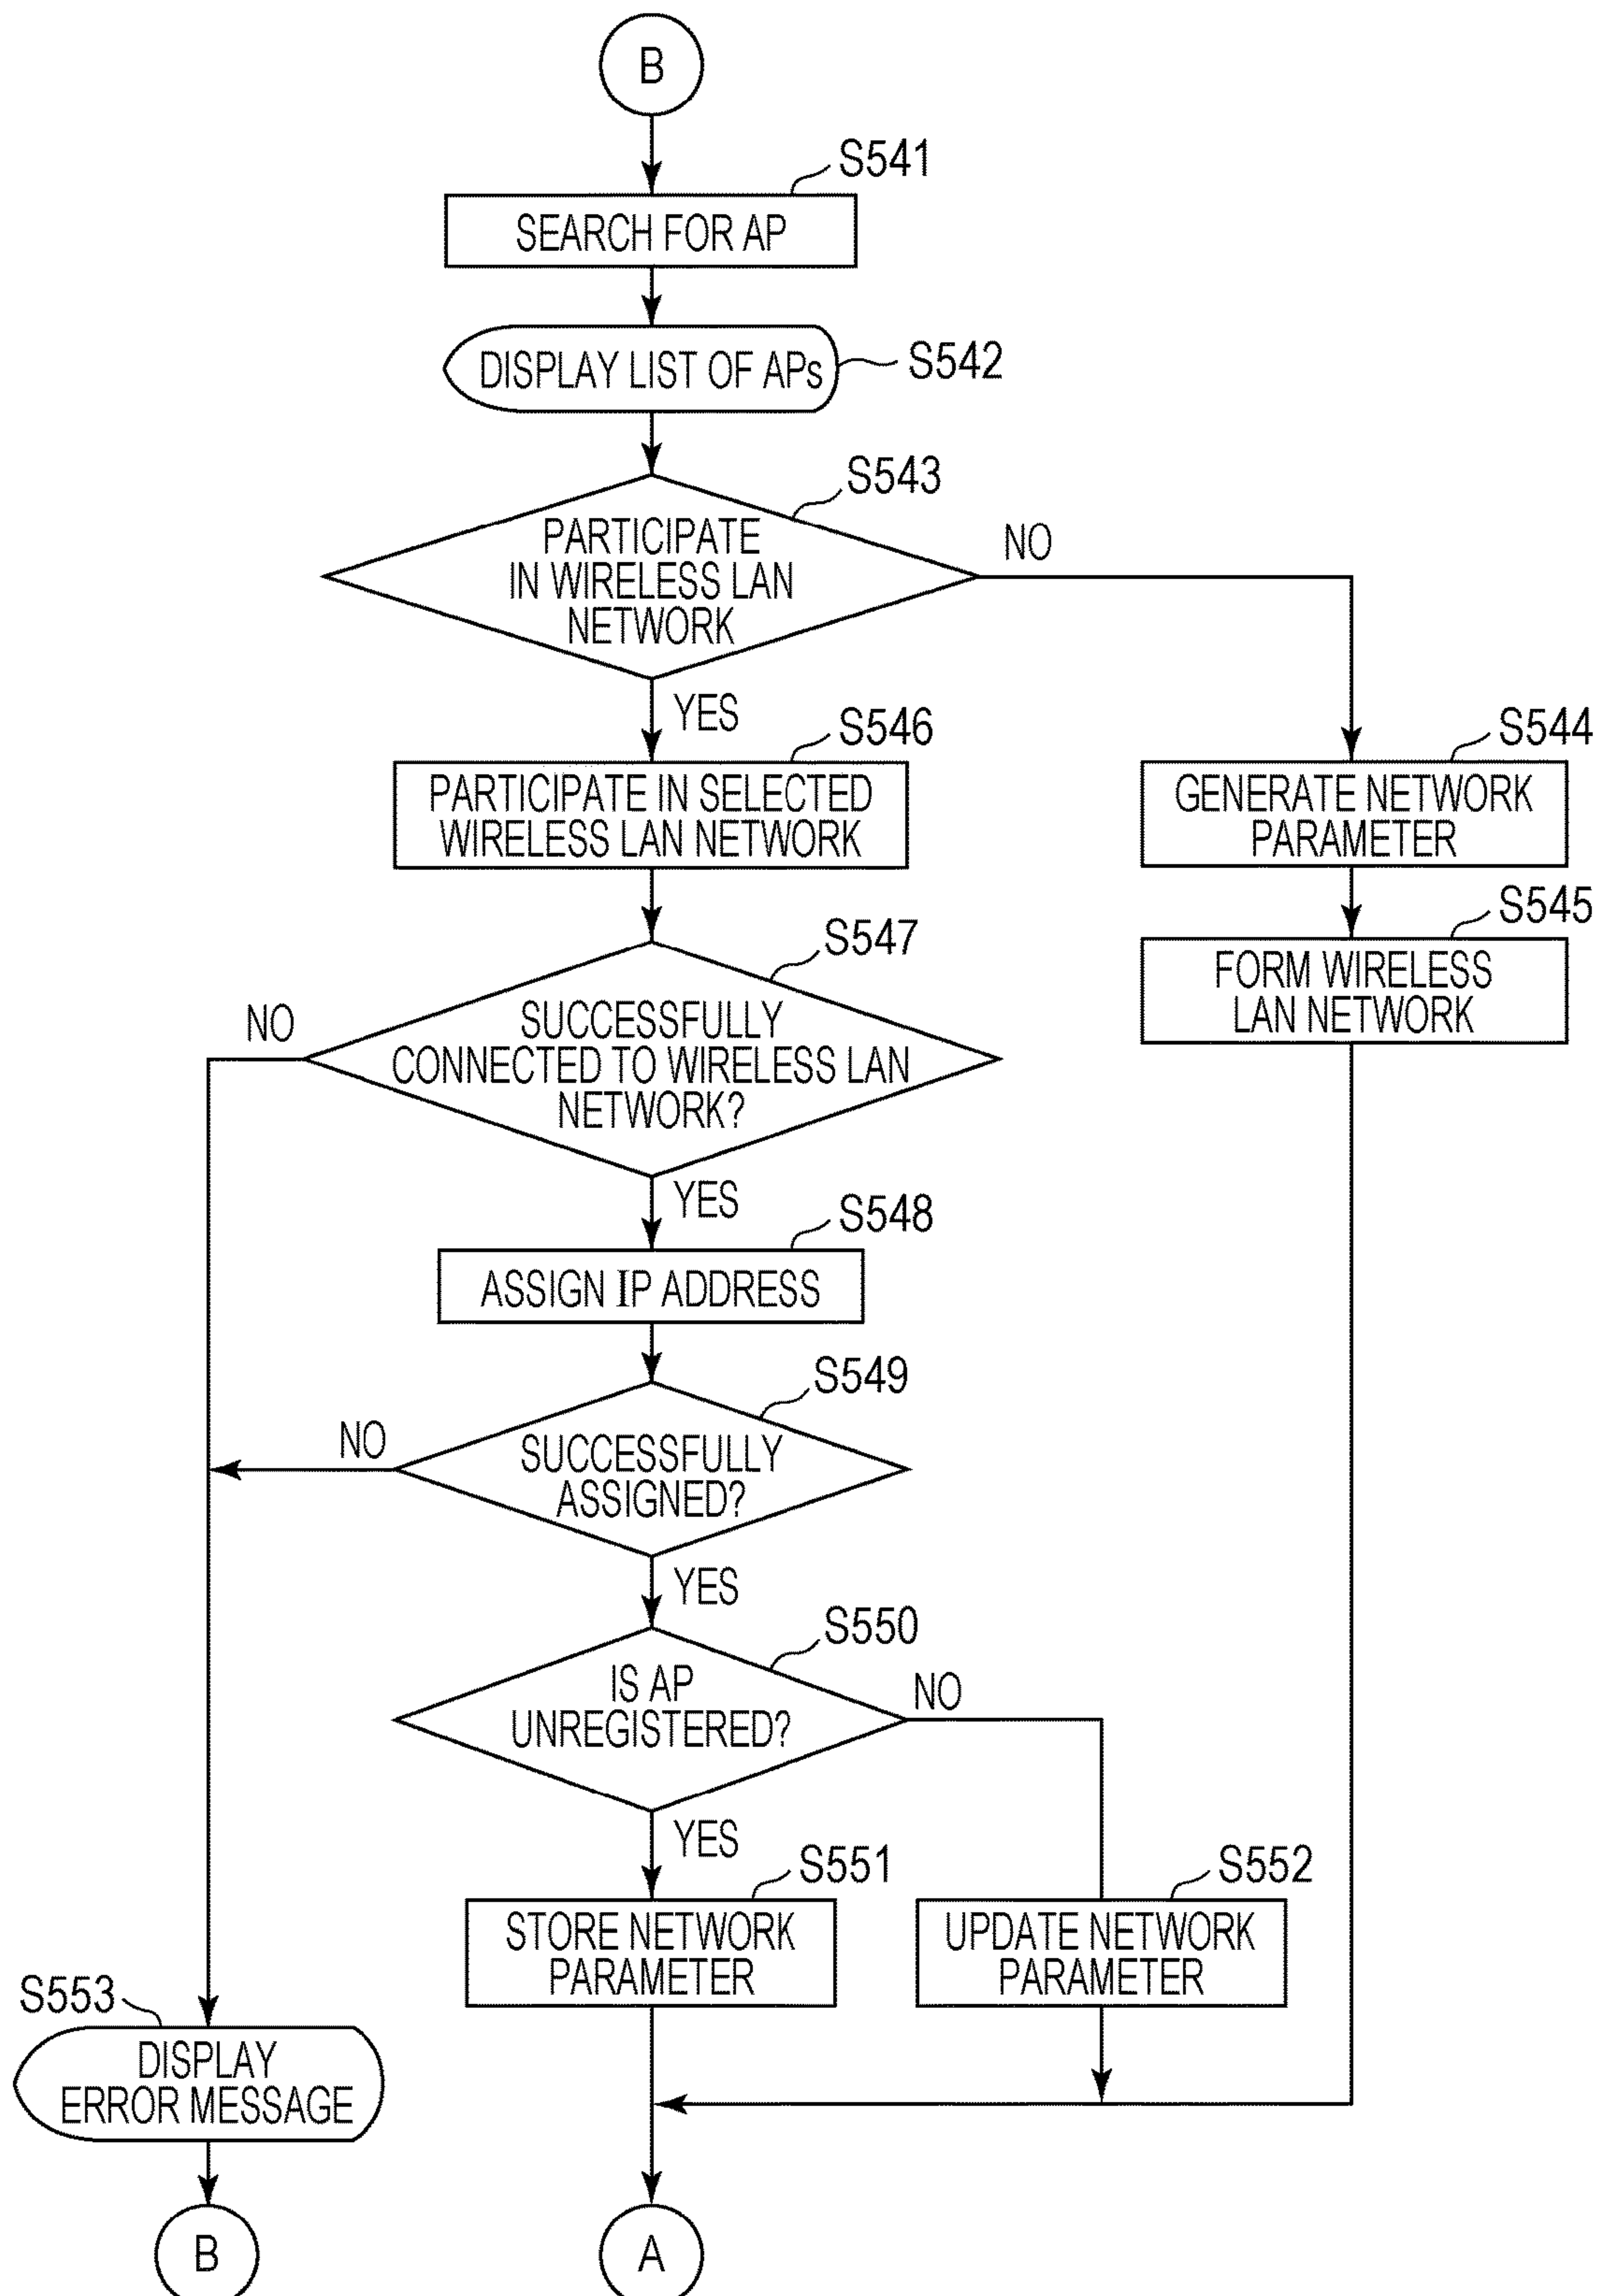 B
S541
SEARCH FOR AP
DISPLAY LIST OF APs
S542
S543
PARTICIPATE
IN WIRELESS LAN
NETWORK
NO
YES
S546
PARTICIPATE IN SELECTED
WIRELESS LAN NETWORK
S544
GENERATE NETWORK
PARAMETER
S545
FORM WIRELESS
LAN NETWORK
S547
NO
SUCCESSFULLY
CONNECTED TO WIRELESS LAN
NETWORK?
YES
S548
ASSIGN IP ADDRESS
S549
NO
SUCCESSFULLY
ASSIGNED?
YES
S550
IS AP
UNREGISTERED?
NO
YES
S551
STORE NETWORK
PARAMETER
S552
UPDATE NETWORK
PARAMETER
S553
DISPLAY
ERROR MESSAGE
B
A